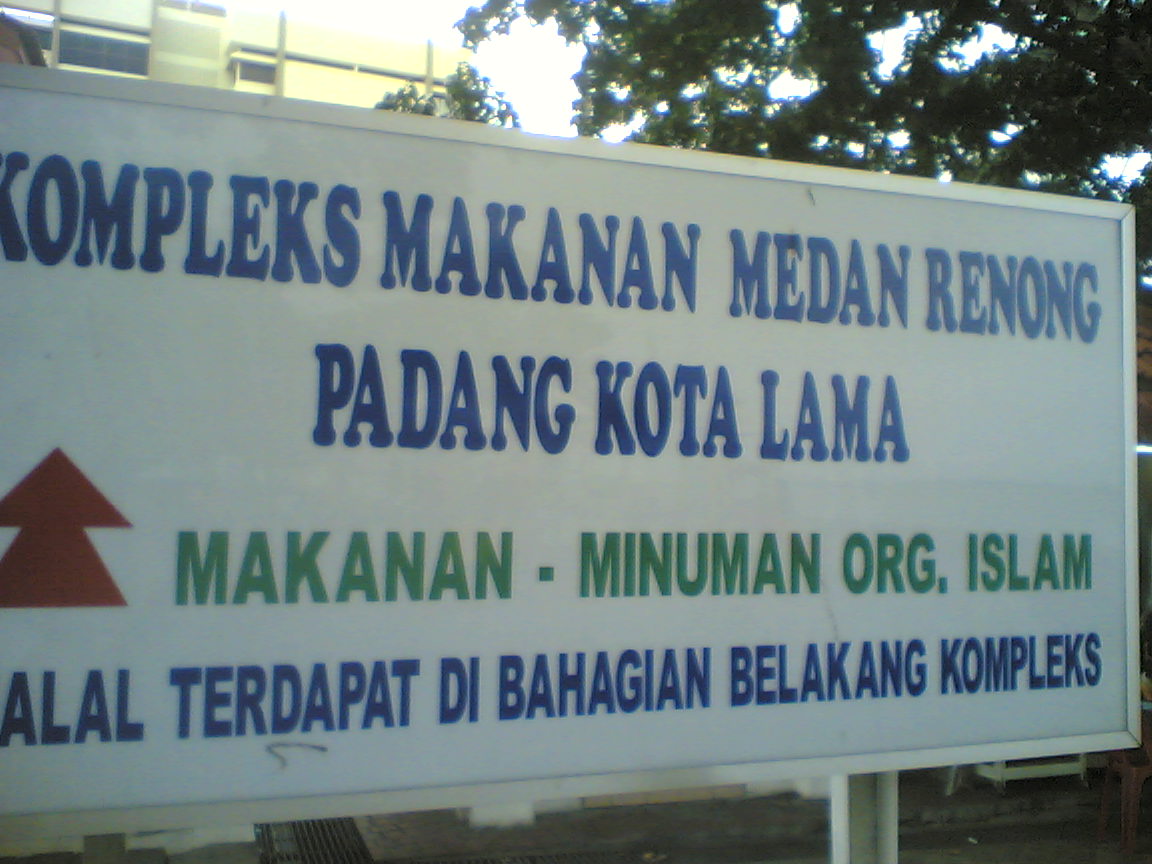 KOMPLEKS MAKANAN MEDAN RENONG
PADANG KOTA LAMA
MAKANAN - MINUMAN ORG. ISLAM
ALAL TERDAPAT DI BAHAGIAN BELAKANG KOMPLEKS